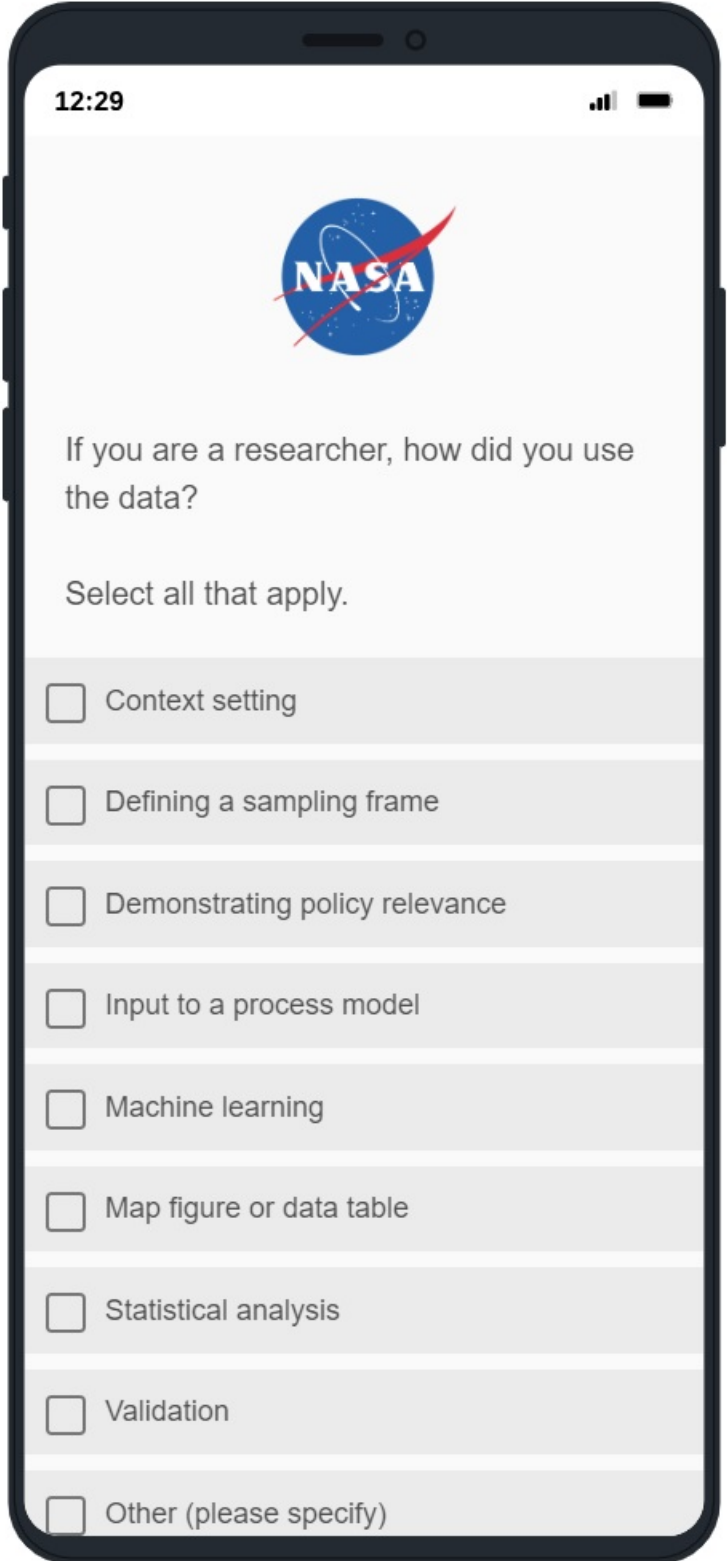 12:29
NASA
If you are a researcher, how did you use
the data?
Select all that apply.
Context setting
Defining a sampling frame
Demonstrating policy relevance
Input to a process model
Machine learning
Map figure or data table
Statistical analysis
Validation
Other (please specify)